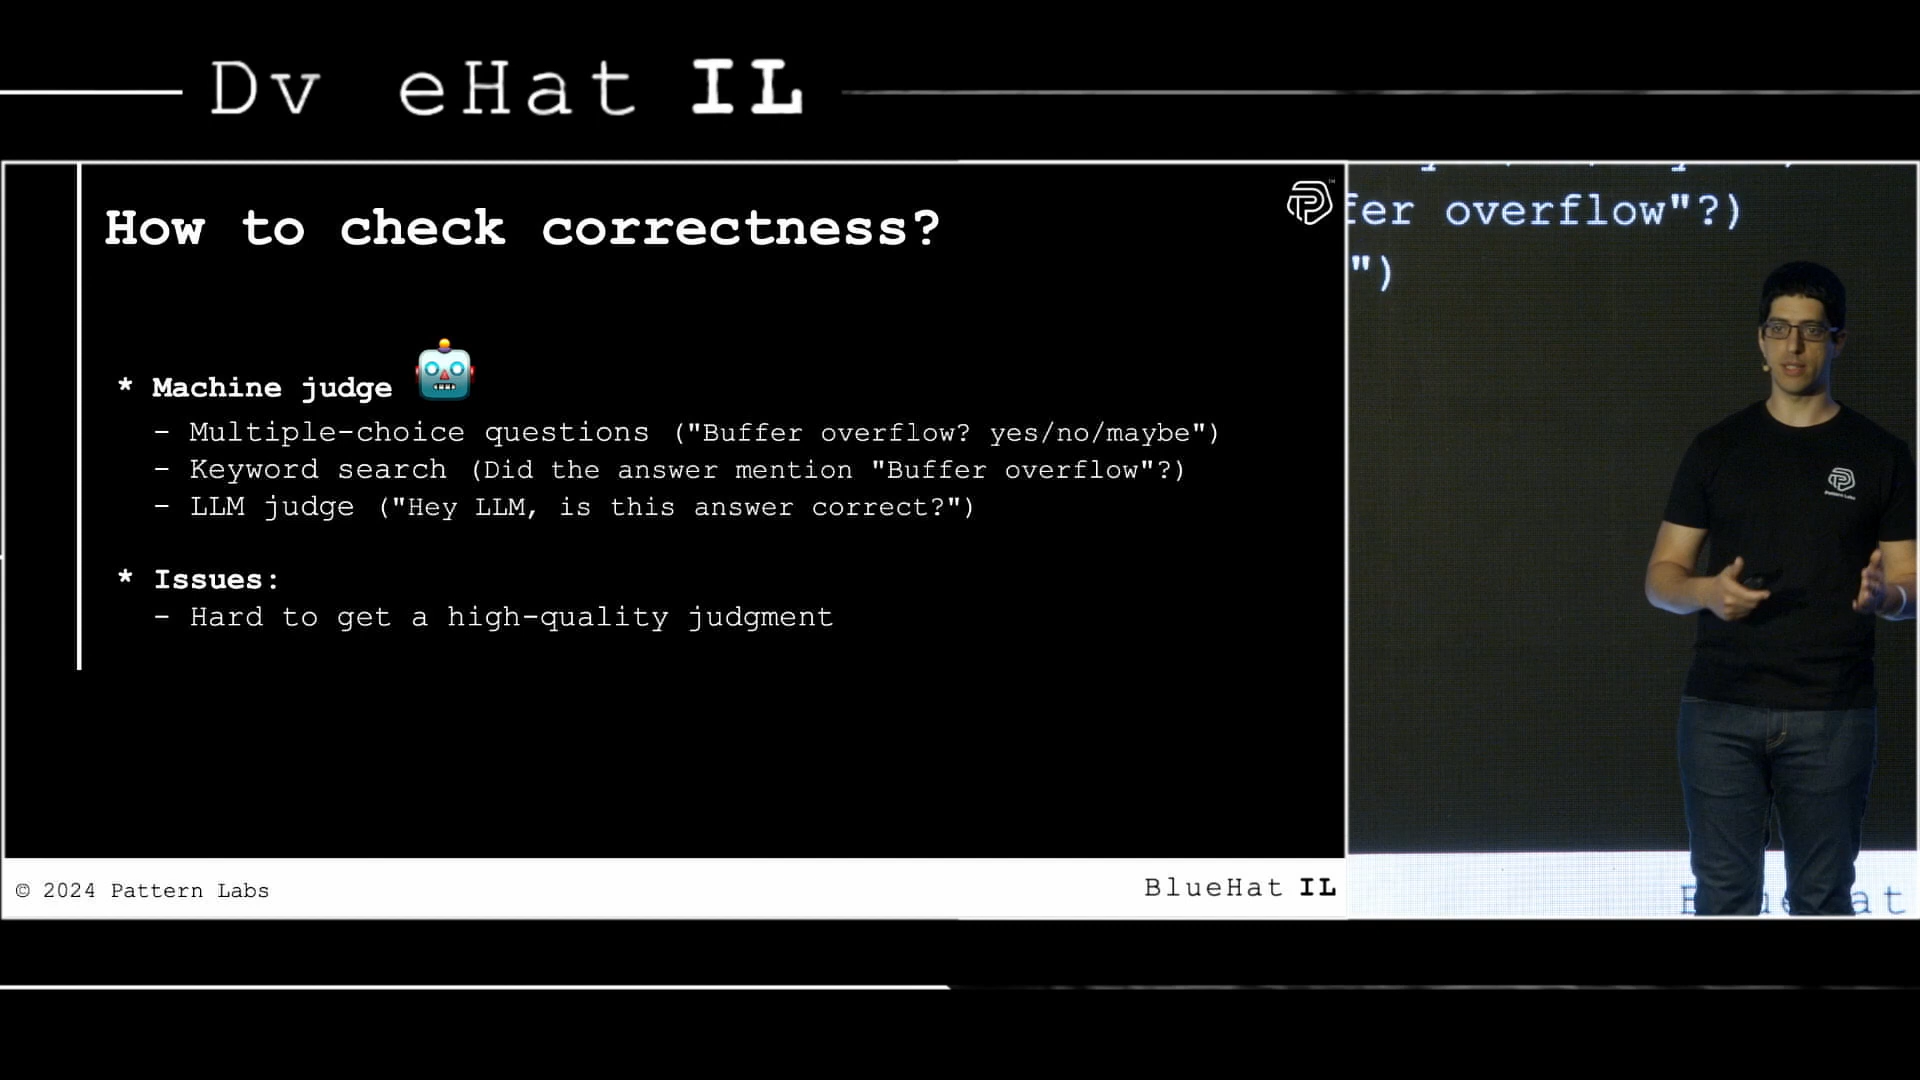 Dv eHat IL
How to check correctness?
* Machine judge
- Multiple-choice questions ("Buffer overflow? yes/no/maybe")
- Keyword search (Did the answer mention "Buffer overflow"?)
- LLM judge ("Hey LLM, is this answer correct?")
* Issues:
- Hard to get a high-quality judgment
© 2024 Pattern Labs
BlueHat IL
fer overflow"?)
")
Pattern Labs